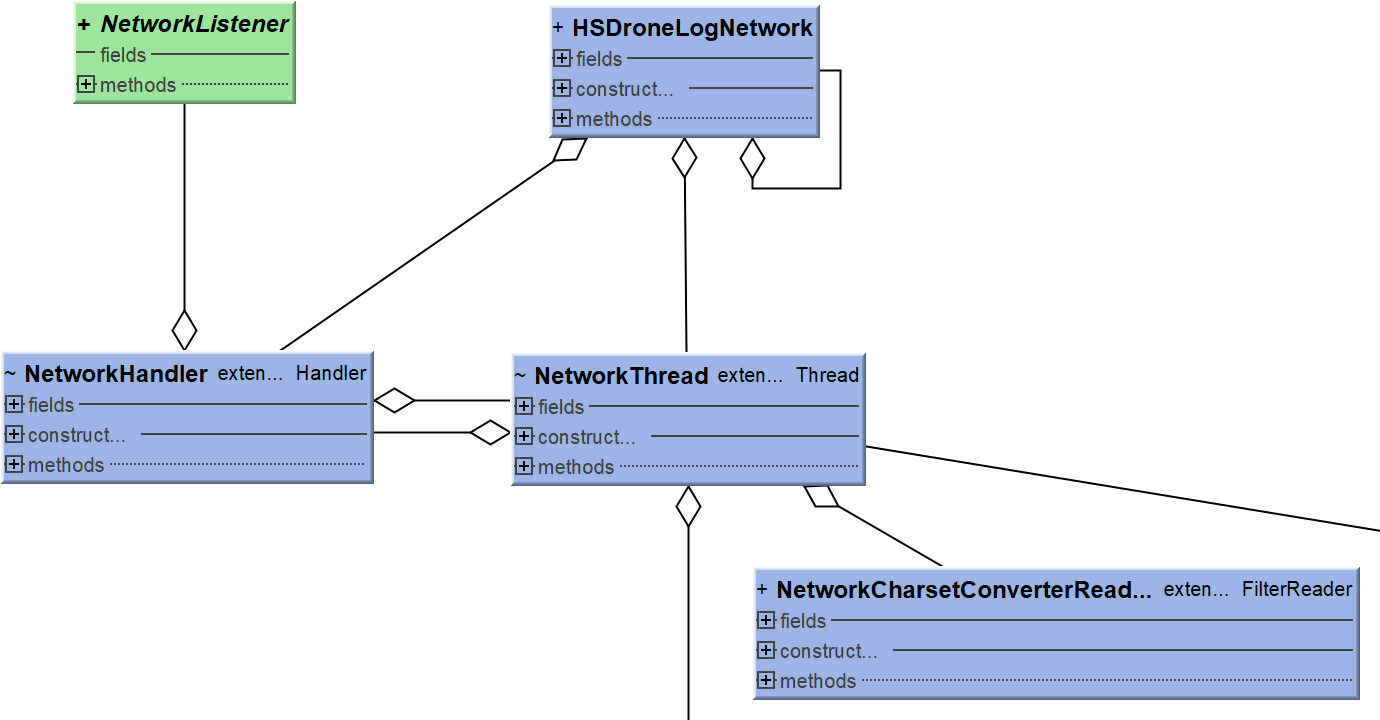 + NetworkListener
fields
methods
+ HSDroneLogNetwork
fields
construct...
methods
~ NetworkHandler exten... Handler
fields
construct...
methods
~ NetworkThread exten... Thread
fields
construct...
methods
+ NetworkCharsetConverterRead... exten... FilterReader
fields
construct...
methods